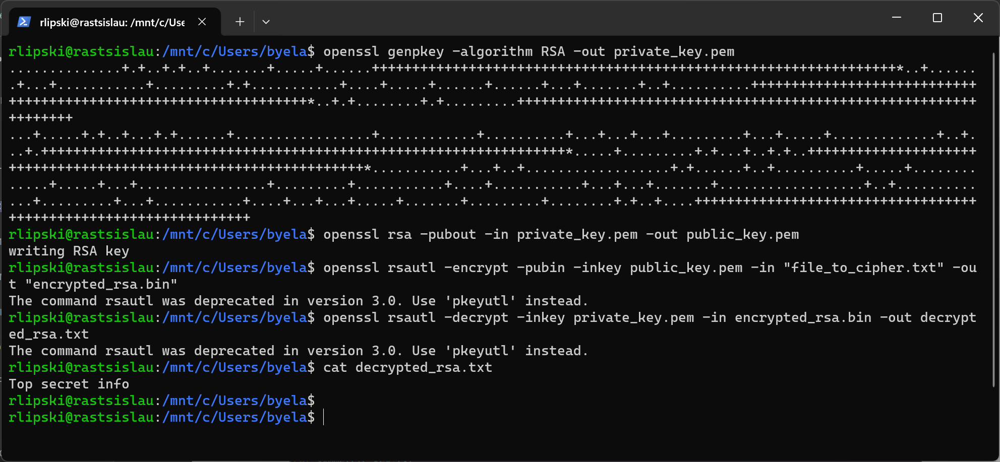 rlipski@rastsislau: /mnt/c/Use
rlipski@rastsislau:/mnt/c/Users/byela$ openssl genpkey -algorithm RSA -out private_key.pem
..............+.+..+.+..+.......+.....+......+++++++++++++++++++++++++++++++++++++++++++++++++++++++++++++++++*..+......
.+...+...........+.........+.+...........+....+.....+......+......+...+.......+..+..........++++++++++++++++++++++++++++
+++++++++++++++++++++++++++++++++++++*..+.+........+.+.........+++++++++++++++++++++++++++++++++++++++++++++++++++++++++
++++++++
...+.....+.+..+...+.+......+.................+............+..........+...+...+...+.........+...+.....+.............+..+.
..+.+++++++++++++++++++++++++++++++++++++++++++++++++++++++++++++++++*.....+.........+.+...+..+.+..+++++++++++++++++++++
++++++++++++++++++++++++++++++++++++++++++++*...........+...+..+..................+.+......+..+..........+.....+........
.....+.....+...+................+.........+...........+....+...........+...+...+.......+..................+..+..........
...+.........+...+...........+....+...+...+.....+.......+.........+........+.+..+....+++++++++++++++++++++++++++++++++++
++++++++++++++++++++++++++++++
rlipski@rastsislau:/mnt/c/Users/byela$ openssl rsa -pubout -in private_key.pem -out public_key.pem
writing RSA key
rlipski@rastsislau:/mnt/c/Users/byela$ openssl rsautl -encrypt -pubin -inkey public_key.pem -in "file_to_cipher.txt" -ou
t "encrypted_rsa.bin"
The command rsautl was deprecated in version 3.0. Use 'pkeyutl' instead.
rlipski@rastsislau:/mnt/c/Users/byela$ openssl rsautl -decrypt -inkey private_key.pem -in encrypted_rsa.bin -out decrypt
ed_rsa.txt
The command rsautl was deprecated in version 3.0. Use 'pkeyutl' instead.
rlipski@rastsislau:/mnt/c/Users/byela$ cat decrypted_rsa.txt
Top secret info
rlipski@rastsislau:/mnt/c/Users/byela$
rlipski@rastsislau:/mnt/c/Users/byela$